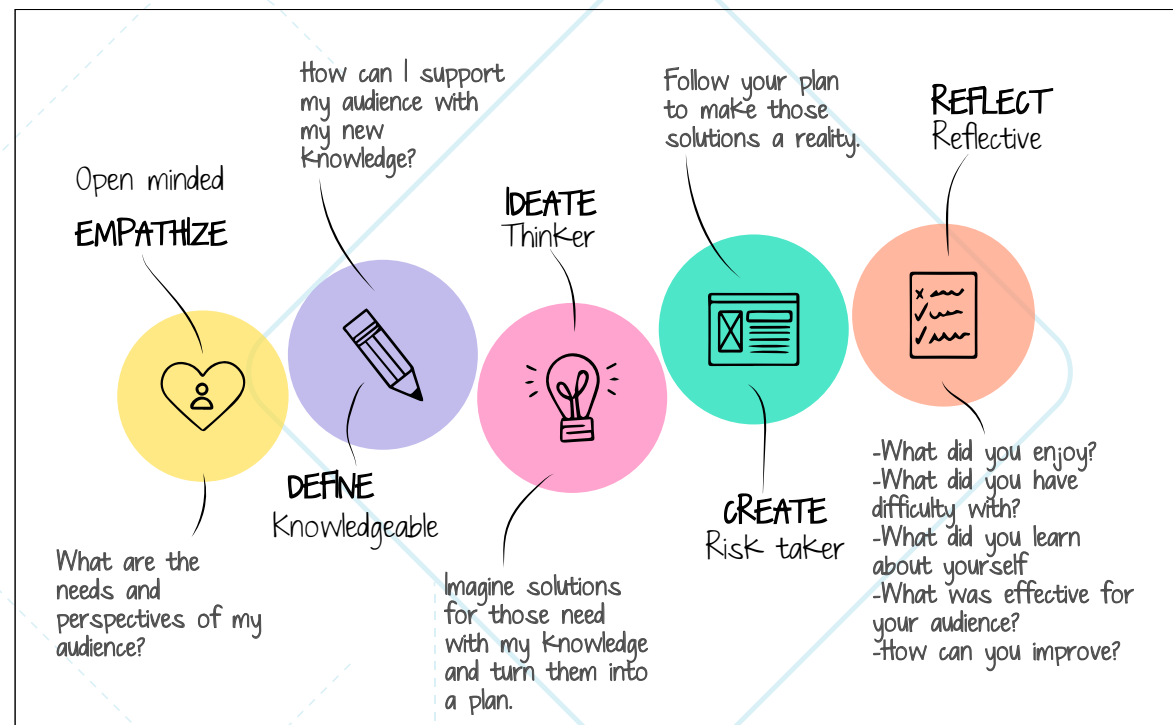 Open minded
EMPATHIZE
What are the
needs and
perspectives of my
audience?
How can I support
my audience with
my new
knowledge?
DEFINE
Knowledgeable
IDEATE
Thinker
Imagine solutions
for those need
with my knowledge
and turn them into
a plan.
Follow your plan
to make those
solutions a reality.
CREATE
Risk taker
REFLECT
Reflective
-What did you enjoy?
-What did you have
difficulty with?
-What did you learn
about yourself
-What was effective for
your audience?
-How can you improve?